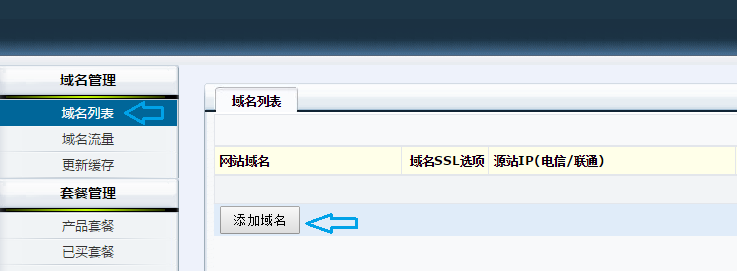 域名管理
域名列表
域名流量
更新缓存
套餐管理
产品套餐
已买套餐
域名列表
网站域名 域名SSL选项 源站IP(电信/联通)
添加域名